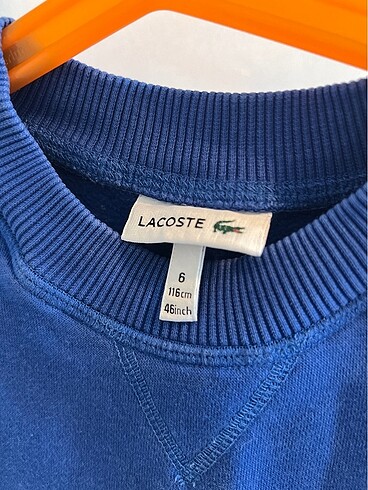 LACOSTE
6
116cm
46inch